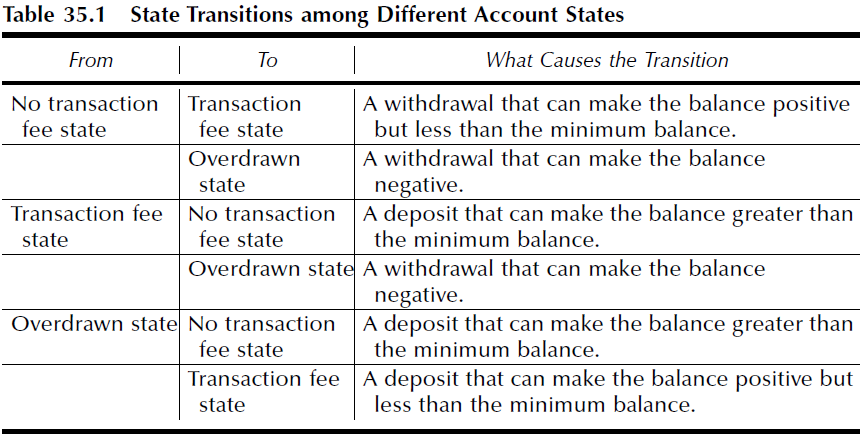 Table 35.1 State Transitions among Different Account States
From To What Causes the Transition
No transaction Transaction A withdrawal that can make the balance positive
fee state fee state but less than the minimum balance.
Overdrawn A withdrawal that can make the balance
state negative.
Transaction fee No transaction A deposit that can make the balance greater than
state fee state the minimum balance.
Overdrawn state A withdrawal that can make the balance
negative.
Overdrawn state No transaction A deposit that can make the balance greater than
fee state the minimum balance.
Transaction fee A deposit that can make the balance positive but
state less than the minimum balance.